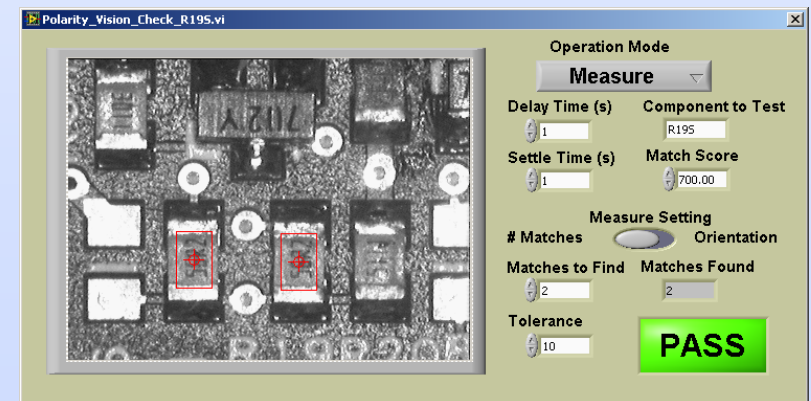 Polarity_Vision_Check_R195.vi
Operation Mode
Measure
Delay Time (s)
Component to Test
1
R195
Settle Time (s)
Match Score
1
700.00
Measure Setting
# Matches
Orientation
Matches to Find
Matches Found
2
2
Tolerance
10
PASS